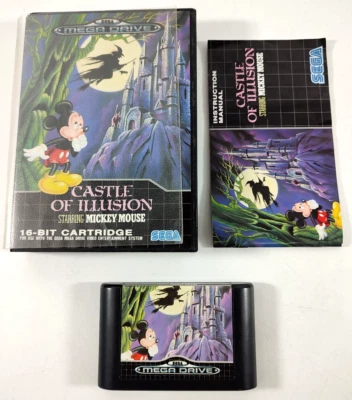 SEGA
MEGA DRIVE
CASTLE
OF ILLUSION
STARRING MICKEY MOUSE
16-BIT CARTRIDGE
FOR USE WITH THE SEGA MEGA DRIVE VIDEO ENTERTAINMENT SYSTEM
SEGA
INSTRUCTION
MANUAL
CASTLE
OF ILLUSION
STARRING MICKEY MOUSE
SEGA
SEGA
MEGA DRIVE